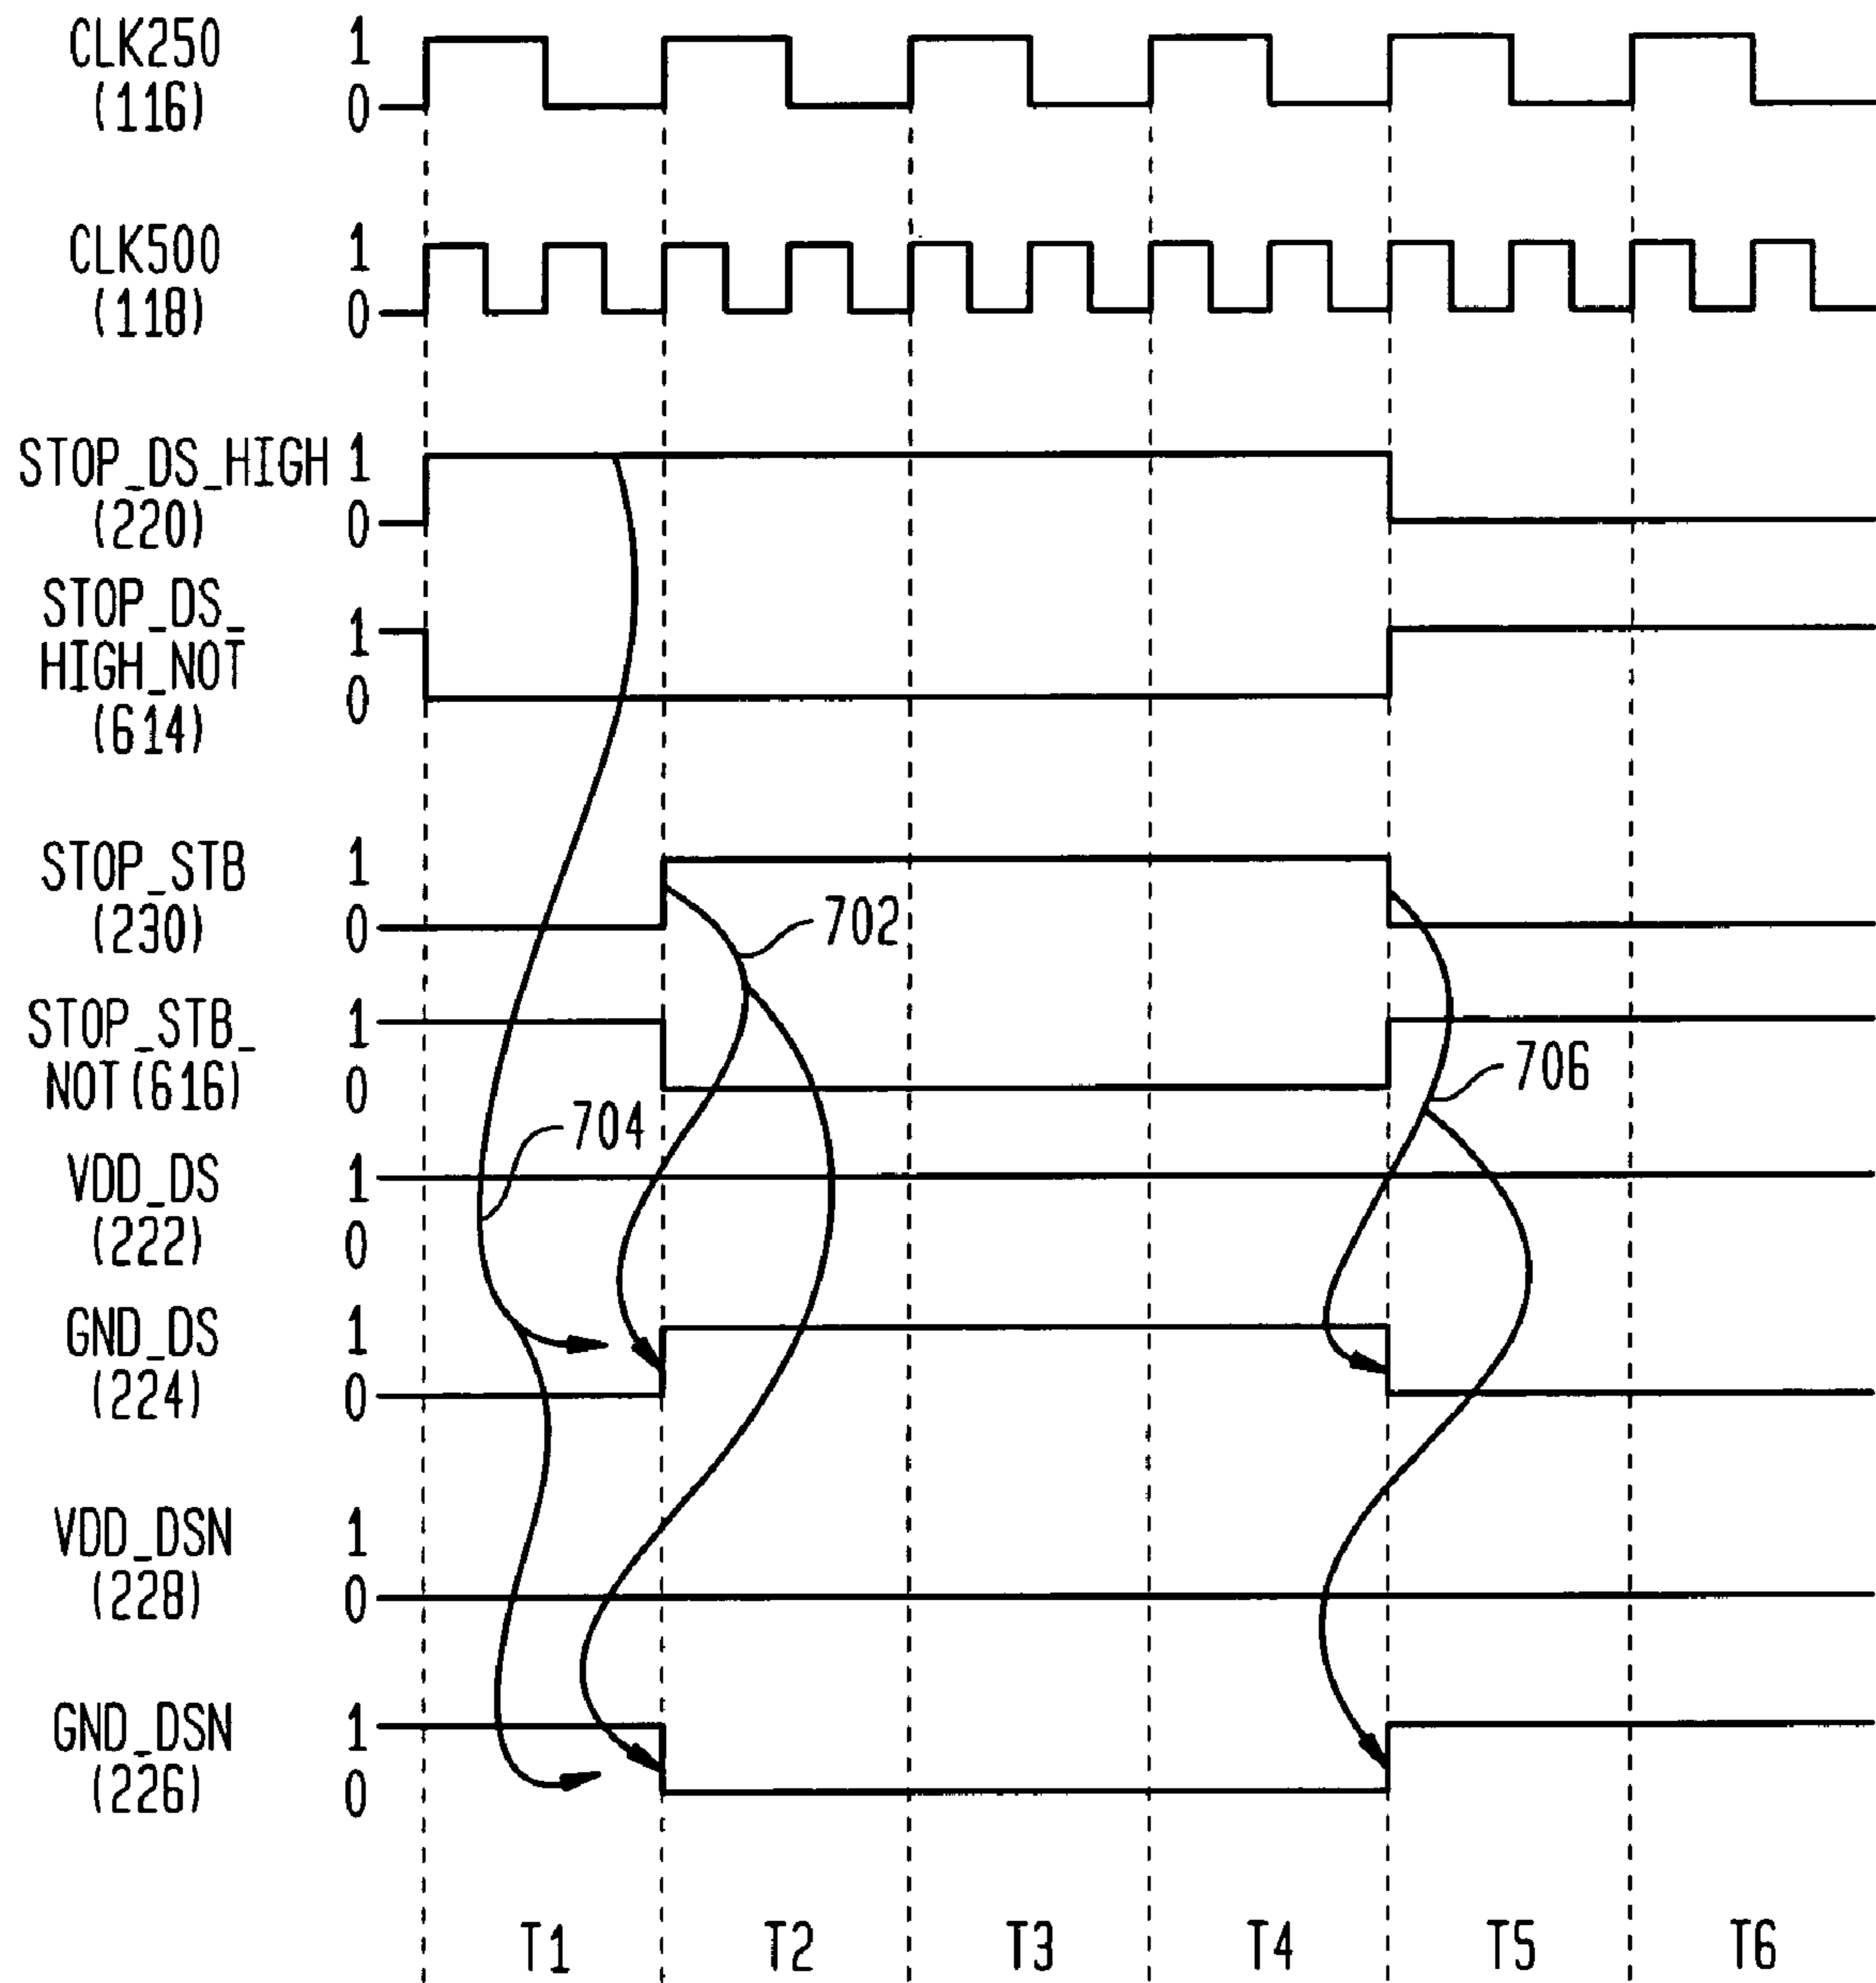 CLK250 1
(116) 0
CLK500 1
(118) 0
STOP_DS_HIGH 1
(220) 0
STOP_DS_
HIGH_NOT 1
(614) 0
STOP_STB 1
(230) 0
702
STOP_STB_ 1
NOT(616) 0
706
704
VDD_DS 1
(222) 0
GND_DS 1
(224) 0
VDD_DSN 1
(228) 0
GND_DSN 1
(226) 0
T1 T2 T3 T4 T5 T6